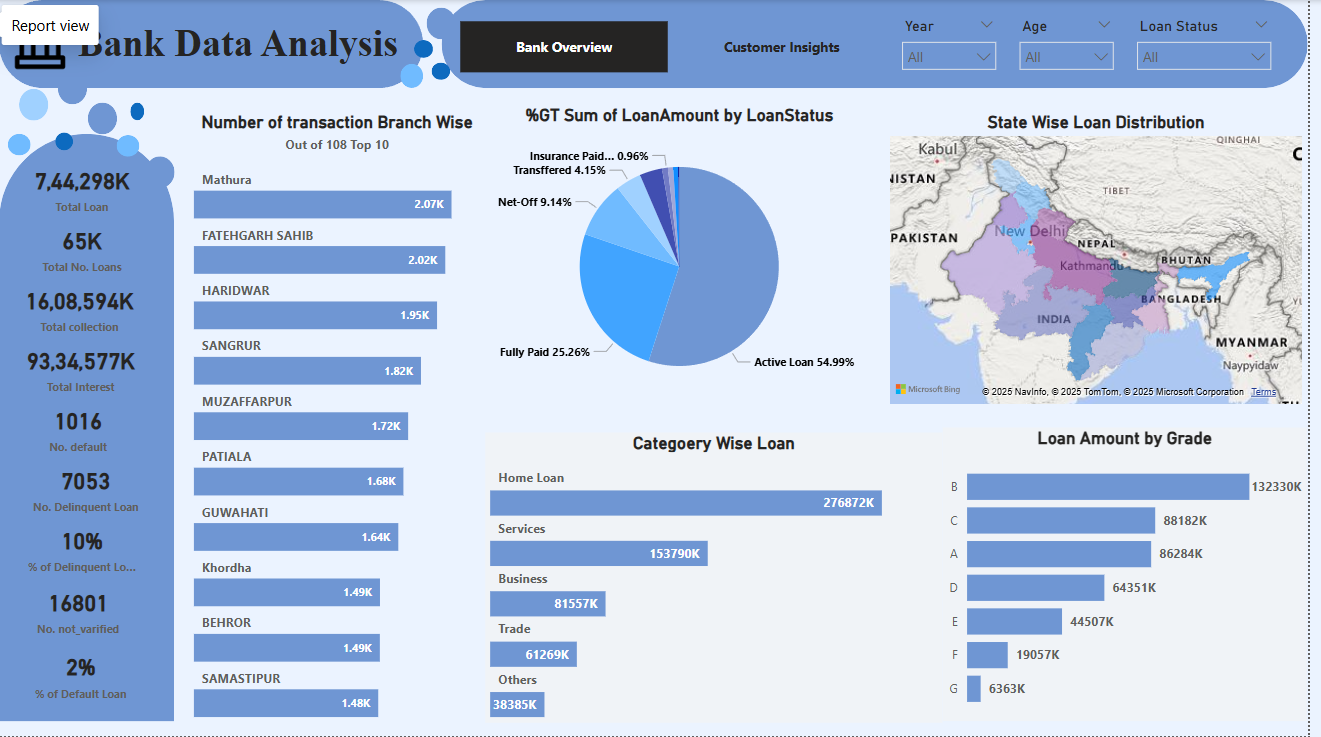 Report view
Bank Data Analysis
Bank Overview
Customer Insights
Year
All
Age
All
Loan Status
All
7,44,298K
Total Loan
65K
Total No. Loans
16,08,594K
Total collection
93,34,577K
Total Interest
1016
No. default
7053
No. Delinquent Loan
10%
% of Delinquent Lo...
16801
No. not_varified
2%
% of Default Loan
Number of transaction Branch Wise
Out of 108 Top 10
Mathura
2.07K
FATEHGARH SAHIB
2.02K
HARIDWAR
1.95K
SANGRUR
1.82K
MUZAFFARPUR
1.72K
PATIALA
1.68K
GUWAHATI
1.64K
Khordha
1.49K
BEHROR
1.49K
SAMASTIPUR
1.48K
%GT Sum of LoanAmount by LoanStatus
Insurance Paid... 0.96%
Transffered 4.15%
Net-Off 9.14%
Fully Paid 25.26%
Active Loan 54.99%
State Wise Loan Distribution
QINGHAI
Kabul
NISTAN
TIBET
New Delhi
PAKISTAN
NEPAL
Kathmandu
BHUTAN
BANGLADESH
INDIA
MYANMAR
Naypyidaw
Microsoft Bing
© 2025 NavInfo, © 2025 TomTom, © 2025 Microsoft Corporation Terms
Categoery Wise Loan
Home Loan
276872K
Services
153790K
Business
81557K
Trade
61269K
Others
38385K
Loan Amount by Grade
B 132330K
C 88182K
A 86284K
D 64351K
E 44507K
F 19057K
G 6363K